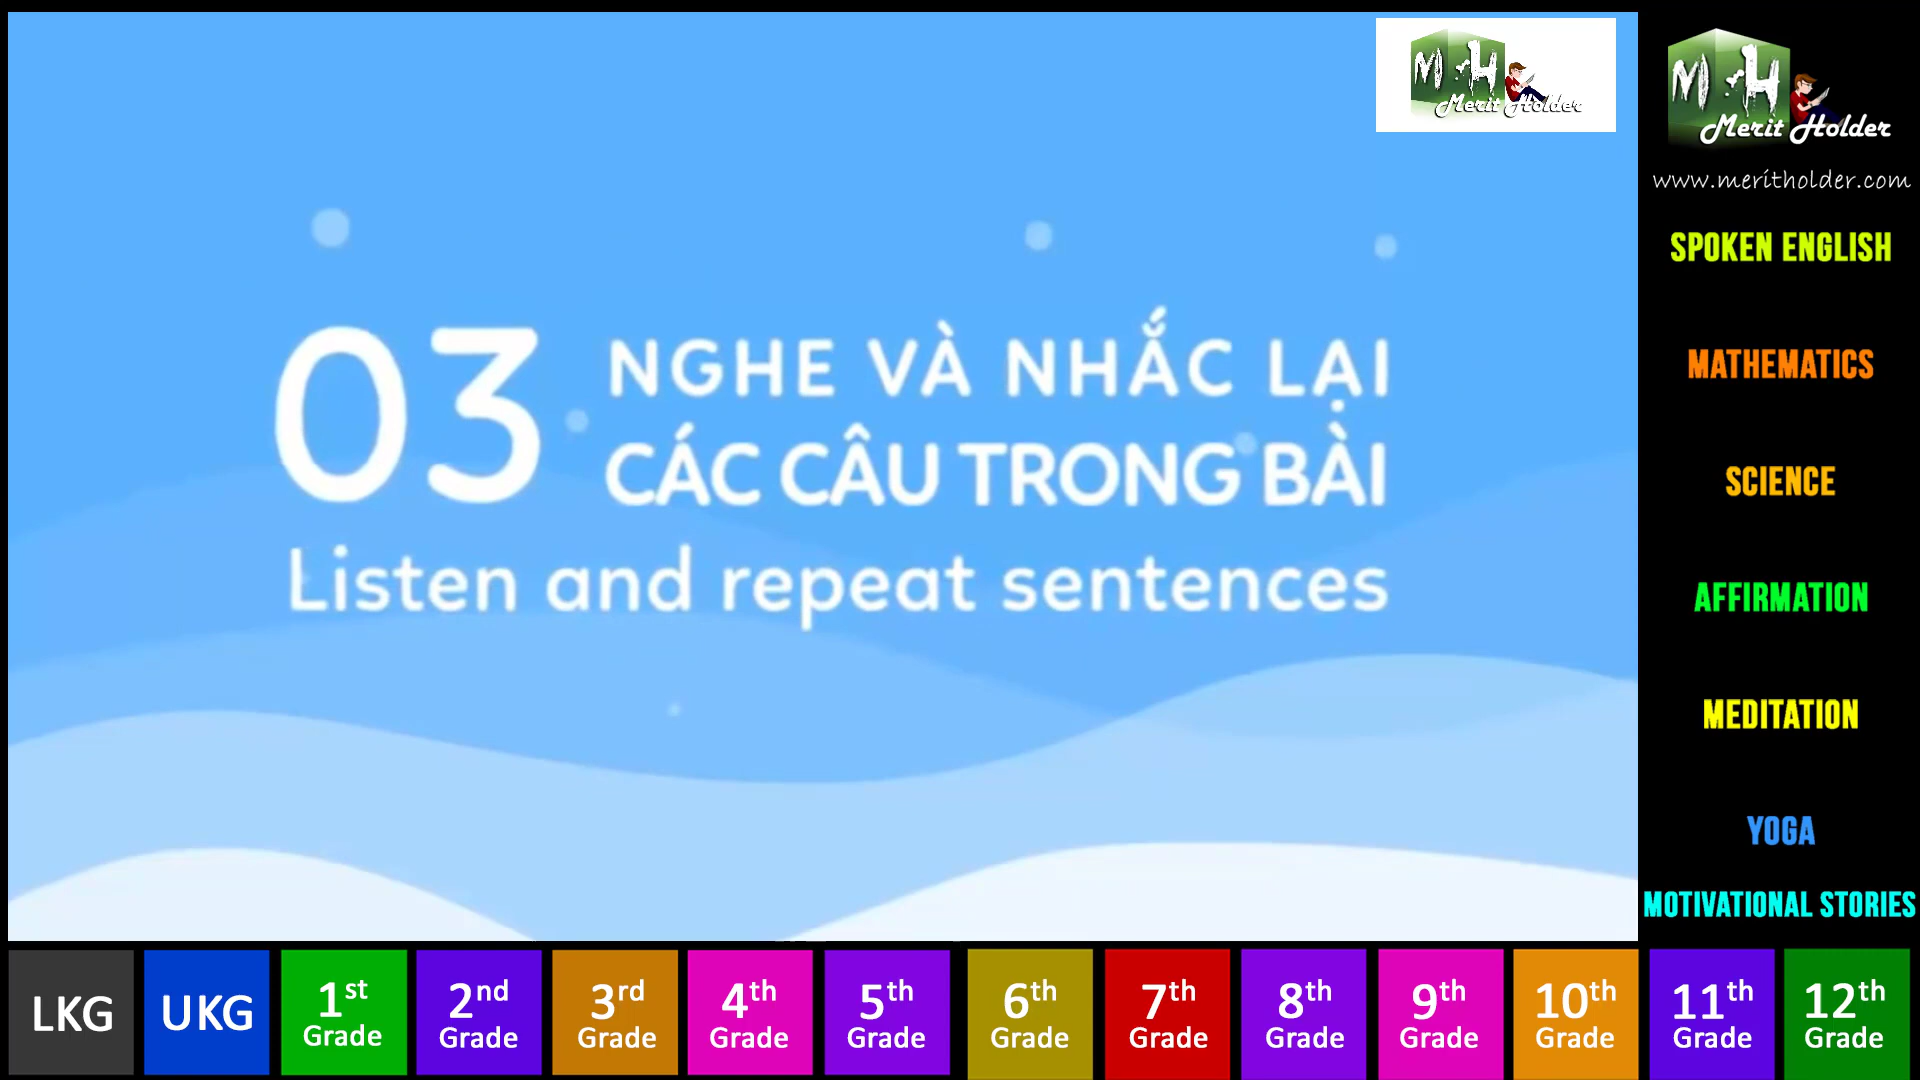 M H
Merit Holder
M H
Merit Holder
www.meritholder.com
03
NGHE VÀ NHẮC LẠI
CÁC CÂU TRONG BÀI
Listen and repeat sentences
SPOKEN ENGLISH
MATHEMATICS
SCIENCE
AFFIRMATION
MEDITATION
YOGA
MOTIVATIONAL STORIES
LKG
UKG
1st Grade
2nd Grade
3rd Grade
4th Grade
5th Grade
6th Grade
7th Grade
8th Grade
9th Grade
10th Grade
11th Grade
12th Grade